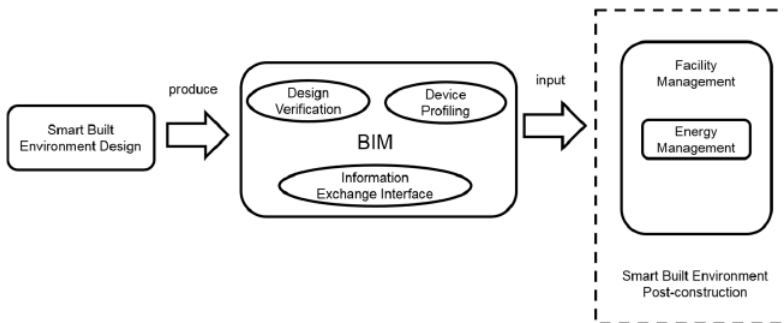 Smart Built
Environment Design
produce
Design
Verification
Device
Profiling
BIM
Information
Exchange Interface
input
Facility
Management
Energy
Management
Smart Built Environment
Post-construction